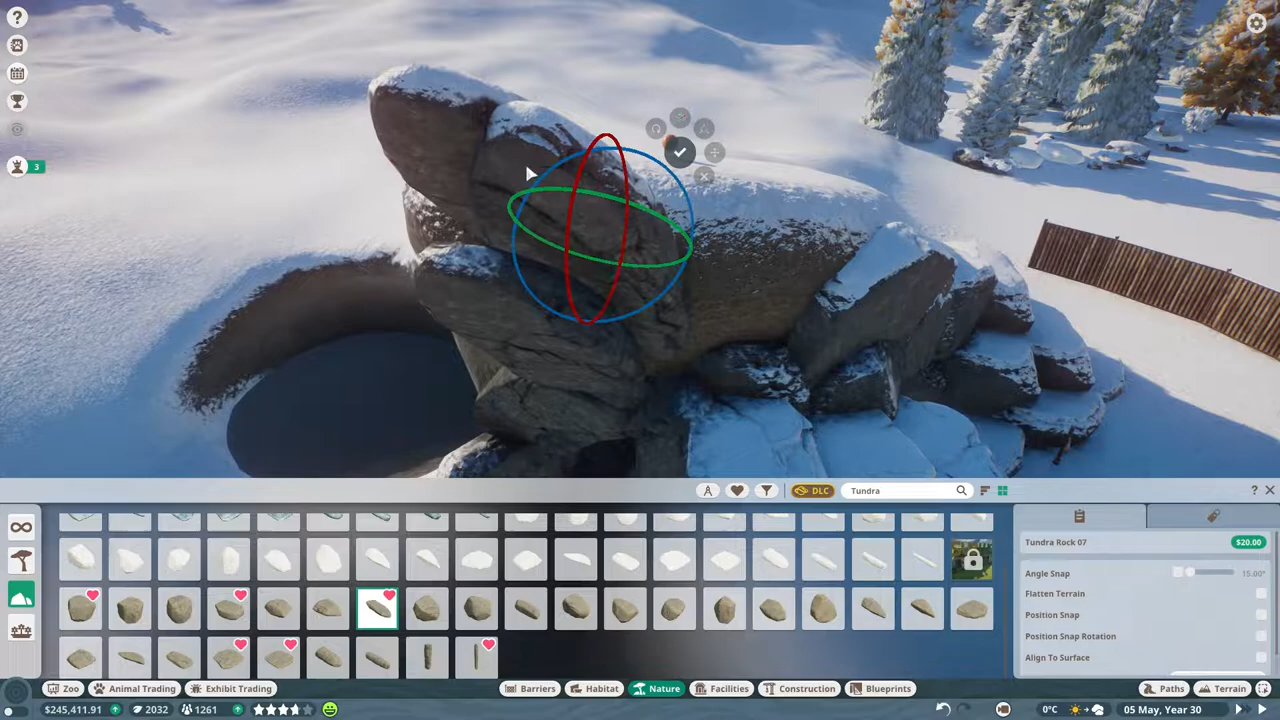 ?
3
DLC
Tundra
? ×
Tundra Rock 07
$20.00
Angle Snap
15.00°
Flatten Terrain
Position Snap
Position Snap Rotation
Align To Surface
Zoo
Animal Trading
Exhibit Trading
Barriers
Habitat
Nature
Facilities
Construction
Blueprints
Paths
Terrain
$245,411.91
2032
1261
0°C
05 May, Year 30